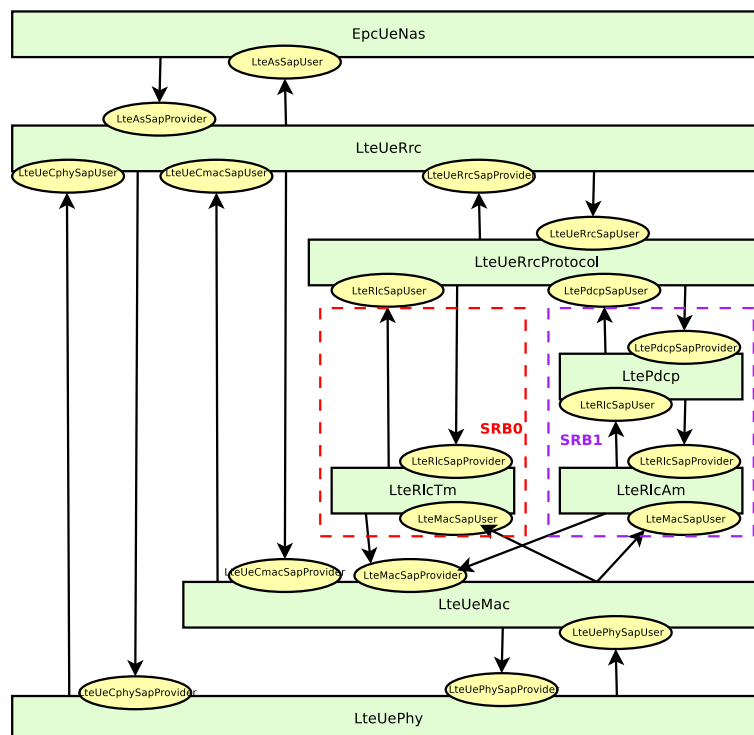 EpcUeNas
LteAsSapUser
LteAsSapProvider
LteUeRrc
LteUeCphySapUser
LteUeCmacSapUser
LteUeRrcSapProvider
LteUeRrcSapUser
LteUeRrcProtocol
LteRlcSapUser
LtePdcpSapUser
LtePdcpSapProvider
LtePdcp
LteRlcSapUser
SRB0
SRB1
LteRlcSapProvider
LteRlcSapProvider
LteRlcTm
LteRlcAm
LteMacSapUser
LteMacSapUser
LteUeCmacSapProvider
LteMacSapProvider
LteUeMac
LteUePhySapUser
LteUeCphySapProvider
LteUePhySapProvider
LteUePhy